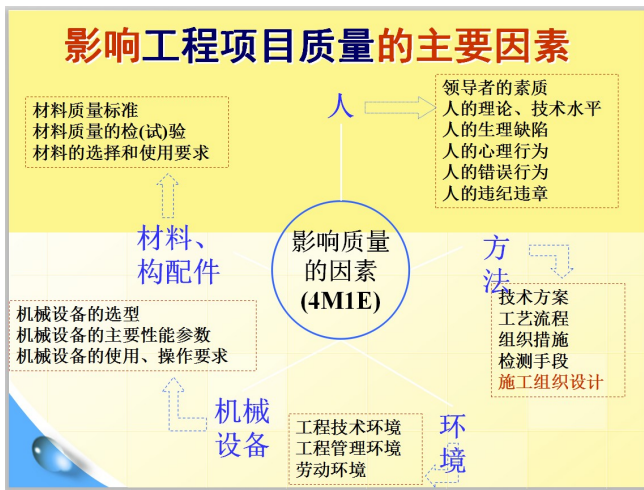 影响工程项目质量的主要因素
人
领导者的素质
人的理论、技术水平
人的生理缺陷
人的心理行为
人的错误行为
人的违纪违章
材料质量标准
材料质量的检(试)验
材料的选择和使用要求
材料、
构配件
影响质量
的因素
(4M1E)
方
法
技术方案
工艺流程
组织措施
检测手段
施工组织设计
机械设备的选型
机械设备的主要性能参数
机械设备的使用、操作要求
机械
设备
工程技术环境
工程管理环境
劳动环境
环
境